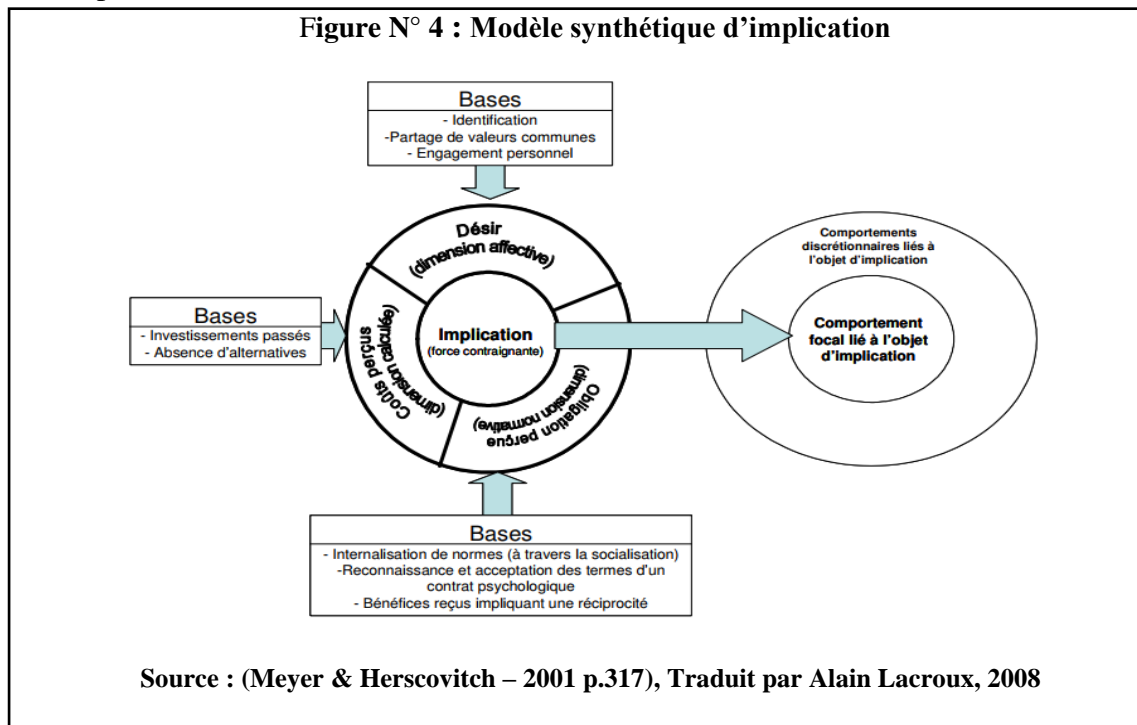 Figure N° 4 : Modèle synthétique d'implication
Bases
- Identification
-Partage de valeurs communes
- Engagement personnel
Désir
(dimension affective)
Comportements
discrétionnaires liés à
l'objet d'implication
Bases
- Investissements passés
- Absence d'alternatives
Coûts perçus
(dimension calculée)
Implication
(force contraignante)
Comportement
focal lié à l'objet
d'implication
Obligation perçue
(dimension normative)
Bases
- Internalisation de normes (à travers la socialisation)
-Reconnaissance et acceptation des termes d'un
contrat psychologique
- Bénéfices reçus impliquant une réciprocité
Source : (Meyer & Herscovitch – 2001 p.317), Traduit par Alain Lacroux, 2008